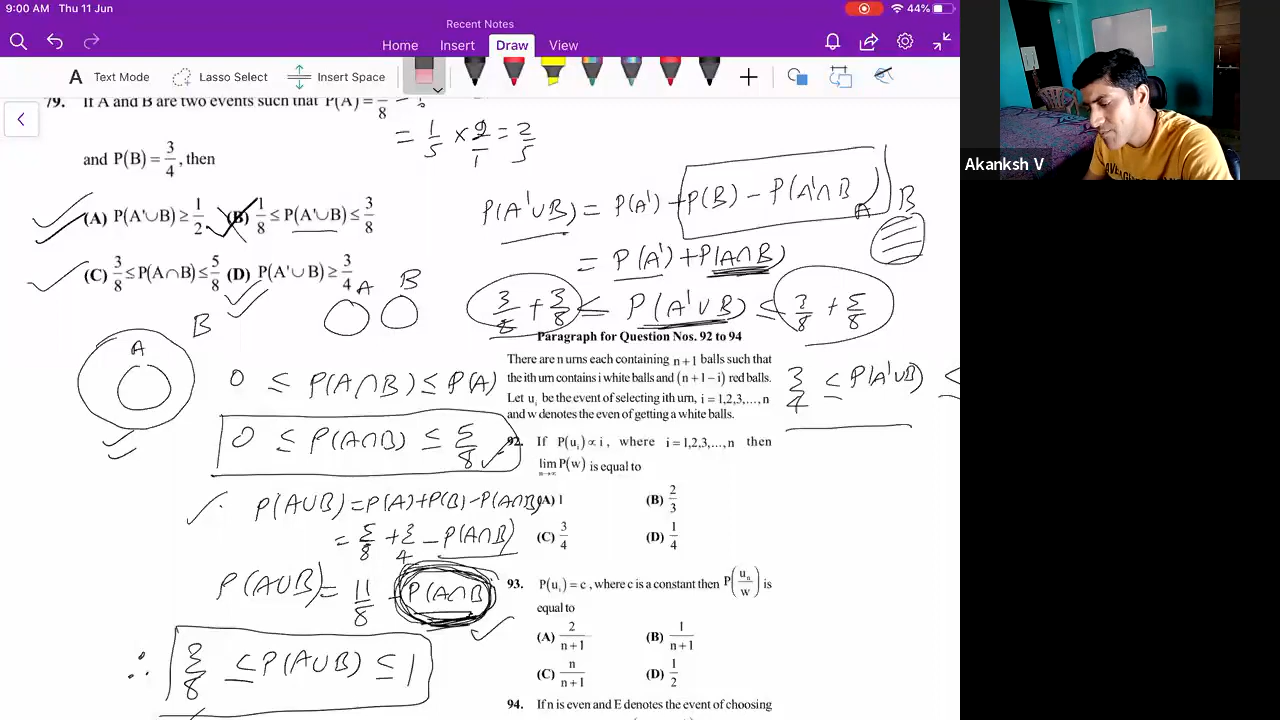 9:00 AM Thu 11 Jun
44%
Recent Notes
Home Insert Draw View
A Text Mode Lasso Select Insert Space
Akanksh V
79. If A and B are two events such that P(A) = /8
and P(B) = 3/4, then
(A) P(A'∪B) ≥ 1/2 (B) 1/8 ≤ P(A'∪B) ≤ 3/8
(C) 3/8 ≤ P(A∩B) ≤ 5/8 (D) P(A'∪B) ≥ 3/4
= 1/5 × 2/1 = 2/5
P(A'∪B) = P(A') + P(B) - P(A'∩B)
A B
= P(A') + P(A∩B)
3/8 + 3/8 ≤ P(A'∪B) ≤ 3/8 + 5/8
3/4 ≤ P(A'∪B) ≤
A B
A B
0 ≤ P(A∩B) ≤ P(A)
0 ≤ P(A∩B) ≤ 5/8
P(A∪B) = P(A) + P(B) - P(A∩B)
= 5/8 + 3/4 - P(A∩B)
P(A∪B) = 11/8 - P(A∩B)
∴ 3/8 ≤ P(A∪B) ≤ 1
Paragraph for Question Nos. 92 to 94
There are n urns each containing n+1 balls such that
the ith urn contains i white balls and (n+1−i) red balls.
Let uᵢ be the event of selecting ith urn, i = 1,2,3,...,n
and w denotes the even of getting a white balls.
92. If P(uᵢ) ∝ i, where i = 1,2,3,...,n then
lim n→∞ P(w) is equal to
(A) 1 (B) 2/3
(C) 3/4 (D) 1/4
93. P(uᵢ) = c, where c is a constant then P(uₙ/w) is
equal to
(A) 2/(n+1) (B) 1/(n+1)
(C) n/(n+1) (D) 1/2
94. If n is even and E denotes the event of choosing